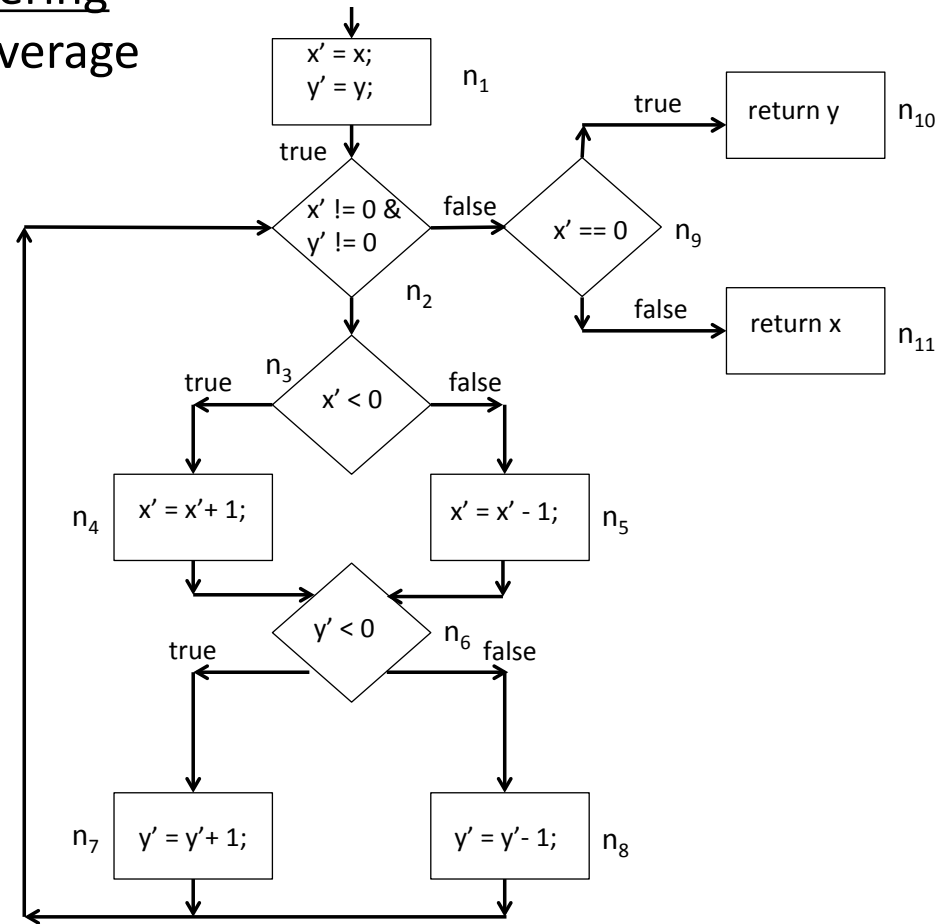 verage
x’ = x;
y’ = y;
n1
true
x’ != 0 &
y’ != 0
n2
false
x’ == 0
n9
true
return y
n10
false
return x
n11
n3
x’ < 0
true
false
n4
x’ = x’+ 1;
x’ = x’ - 1;
n5
y’ < 0
n6
true
false
n7
y’ = y’+ 1;
y’ = y’- 1;
n8